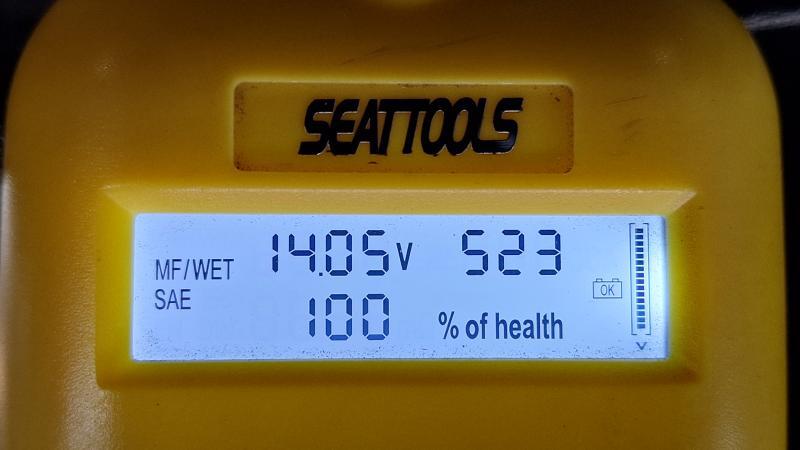 SEATTOOLS
MF/WET 14.05V 523
SAE 100 % of health
OK
V